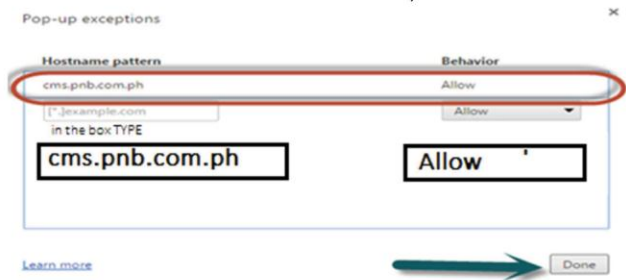 Pop-up exceptions ×
Hostname pattern Behavior
cms.pnb.com.ph Allow
[*.]example.com Allow
in the box TYPE
cms.pnb.com.ph Allow '
Learn more Done